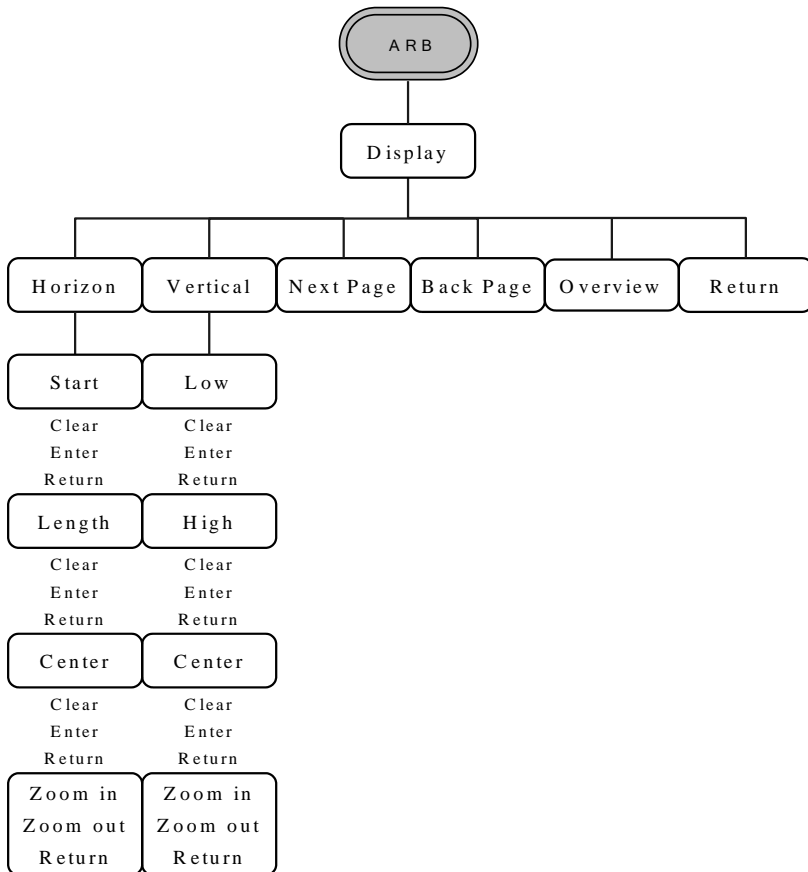 ARB
Display
Horizon
Vertical
Next Page
Back Page
Overview
Return
Start
Clear
Enter
Return
Length
Clear
Enter
Return
Center
Clear
Enter
Return
Zoom in
Zoom out
Return
Low
Clear
Enter
Return
High
Clear
Enter
Return
Center
Clear
Enter
Return
Zoom in
Zoom out
Return